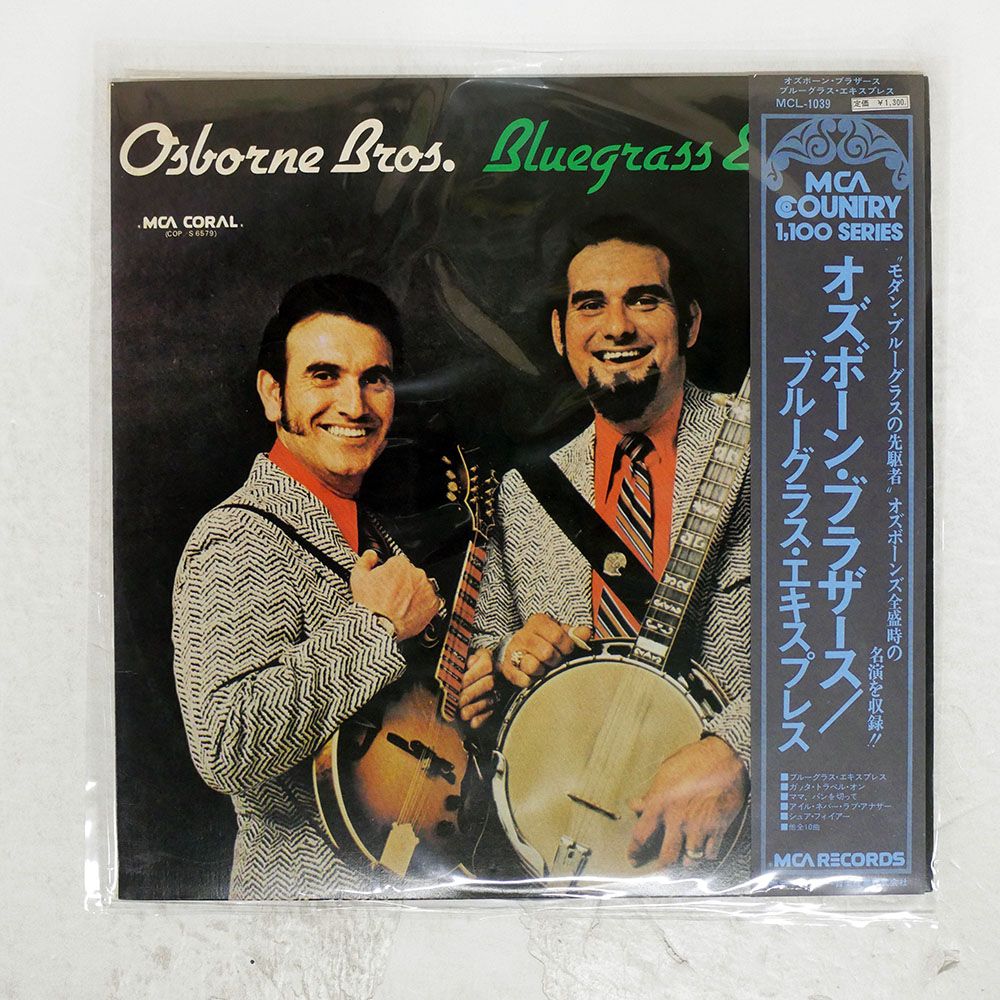 Osborne Bros. Bluegrass &
MCA CORAL
(COP/S 6579)
オズボーン・ブラザース
ブルーグラス・エキスプレス
MCL-1039
定価 ¥1,300.
MCA
COUNTRY
1,100 SERIES
“モダン・ブルーグラスの先駆者”オズボーンズ全盛時の
名演を収録!!
オズボーン・ブラザース/
ブルーグラス・エキスプレス
■ブルーグラス・エキスプレス
■ガッタ・トラベル・オン
■ママ、パンを切って
■アイル・ネバー・ラブ・アナザー
■シュア・フィイアー
■他全10曲
MCA RECORDS